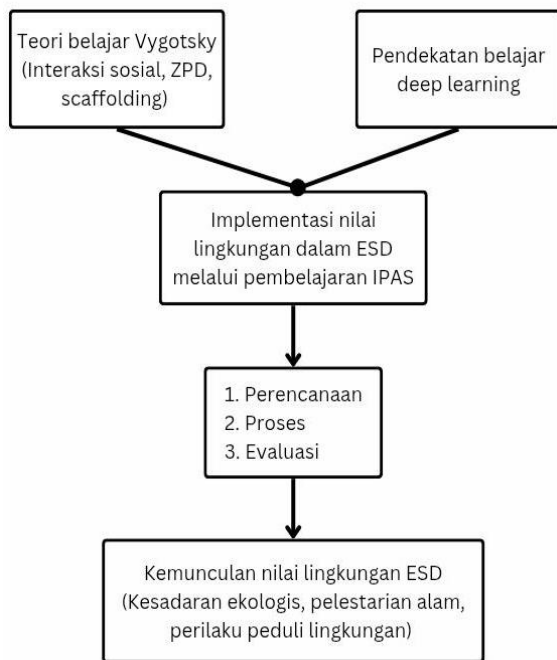 Teori belajar Vygotsky
(Interaksi sosial, ZPD,
scaffolding)
Pendekatan belajar
deep learning
Implementasi nilai
lingkungan dalam ESD
melalui pembelajaran IPAS
1. Perencanaan
2. Proses
3. Evaluasi
Kemunculan nilai lingkungan ESD
(Kesadaran ekologis, pelestarian alam,
perilaku peduli lingkungan)